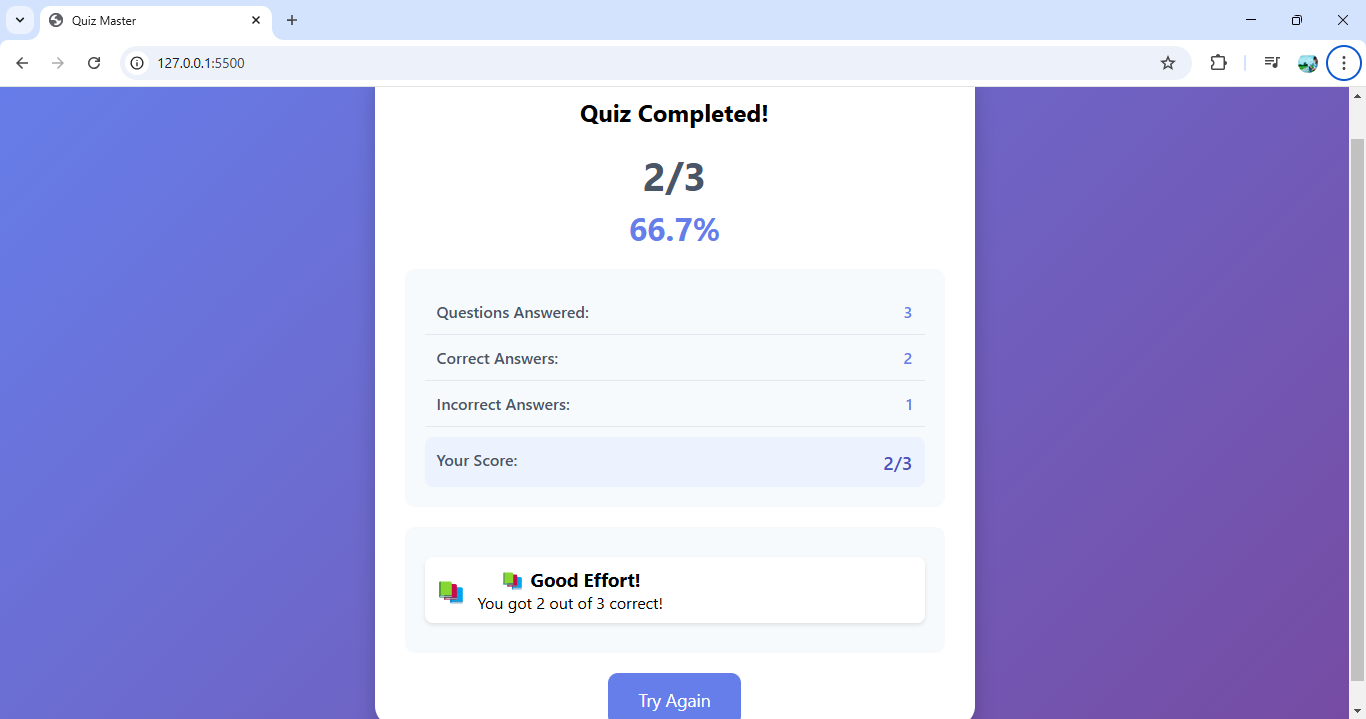 Quiz Master
127.0.0.1:5500
Quiz Completed!
2/3
66.7%
Questions Answered: 3
Correct Answers: 2
Incorrect Answers: 1
Your Score: 2/3
📚 Good Effort!
You got 2 out of 3 correct!
Try Again